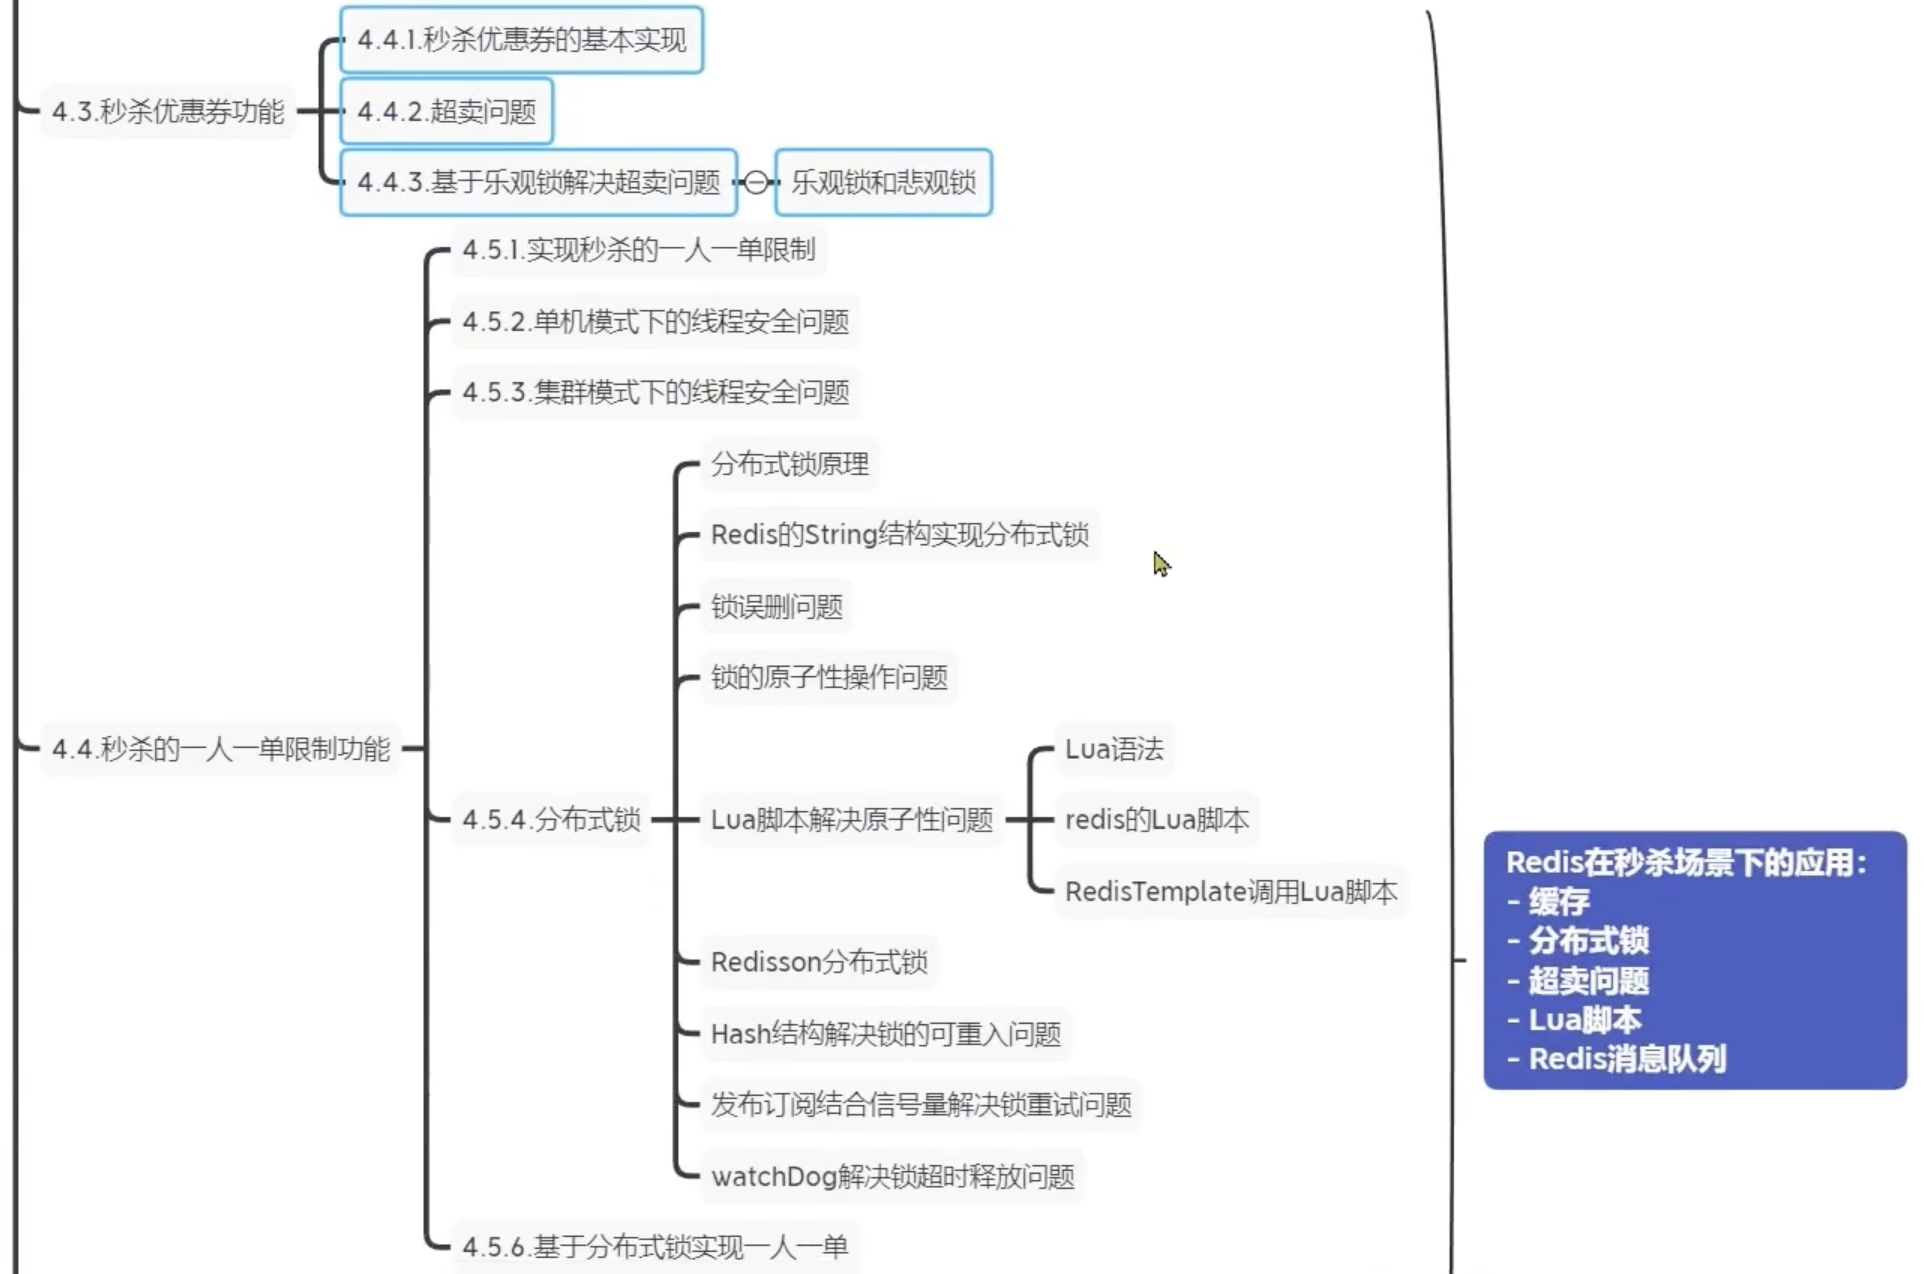 4.3.秒杀优惠券功能
4.4.1.秒杀优惠券的基本实现
4.4.2.超卖问题
4.4.3.基于乐观锁解决超卖问题
乐观锁和悲观锁
4.4.秒杀的一人一单限制功能
4.5.1.实现秒杀的一人一单限制
4.5.2.单机模式下的线程安全问题
4.5.3.集群模式下的线程安全问题
4.5.4.分布式锁
分布式锁原理
Redis的String结构实现分布式锁
锁误删问题
锁的原子性操作问题
Lua脚本解决原子性问题
Lua语法
redis的Lua脚本
RedisTemplate调用Lua脚本
Redisson分布式锁
Hash结构解决锁的可重入问题
发布订阅结合信号量解决锁重试问题
watchDog解决锁超时释放问题
4.5.6.基于分布式锁实现一人一单
Redis在秒杀场景下的应用：
- 缓存
- 分布式锁
- 超卖问题
- Lua脚本
- Redis消息队列